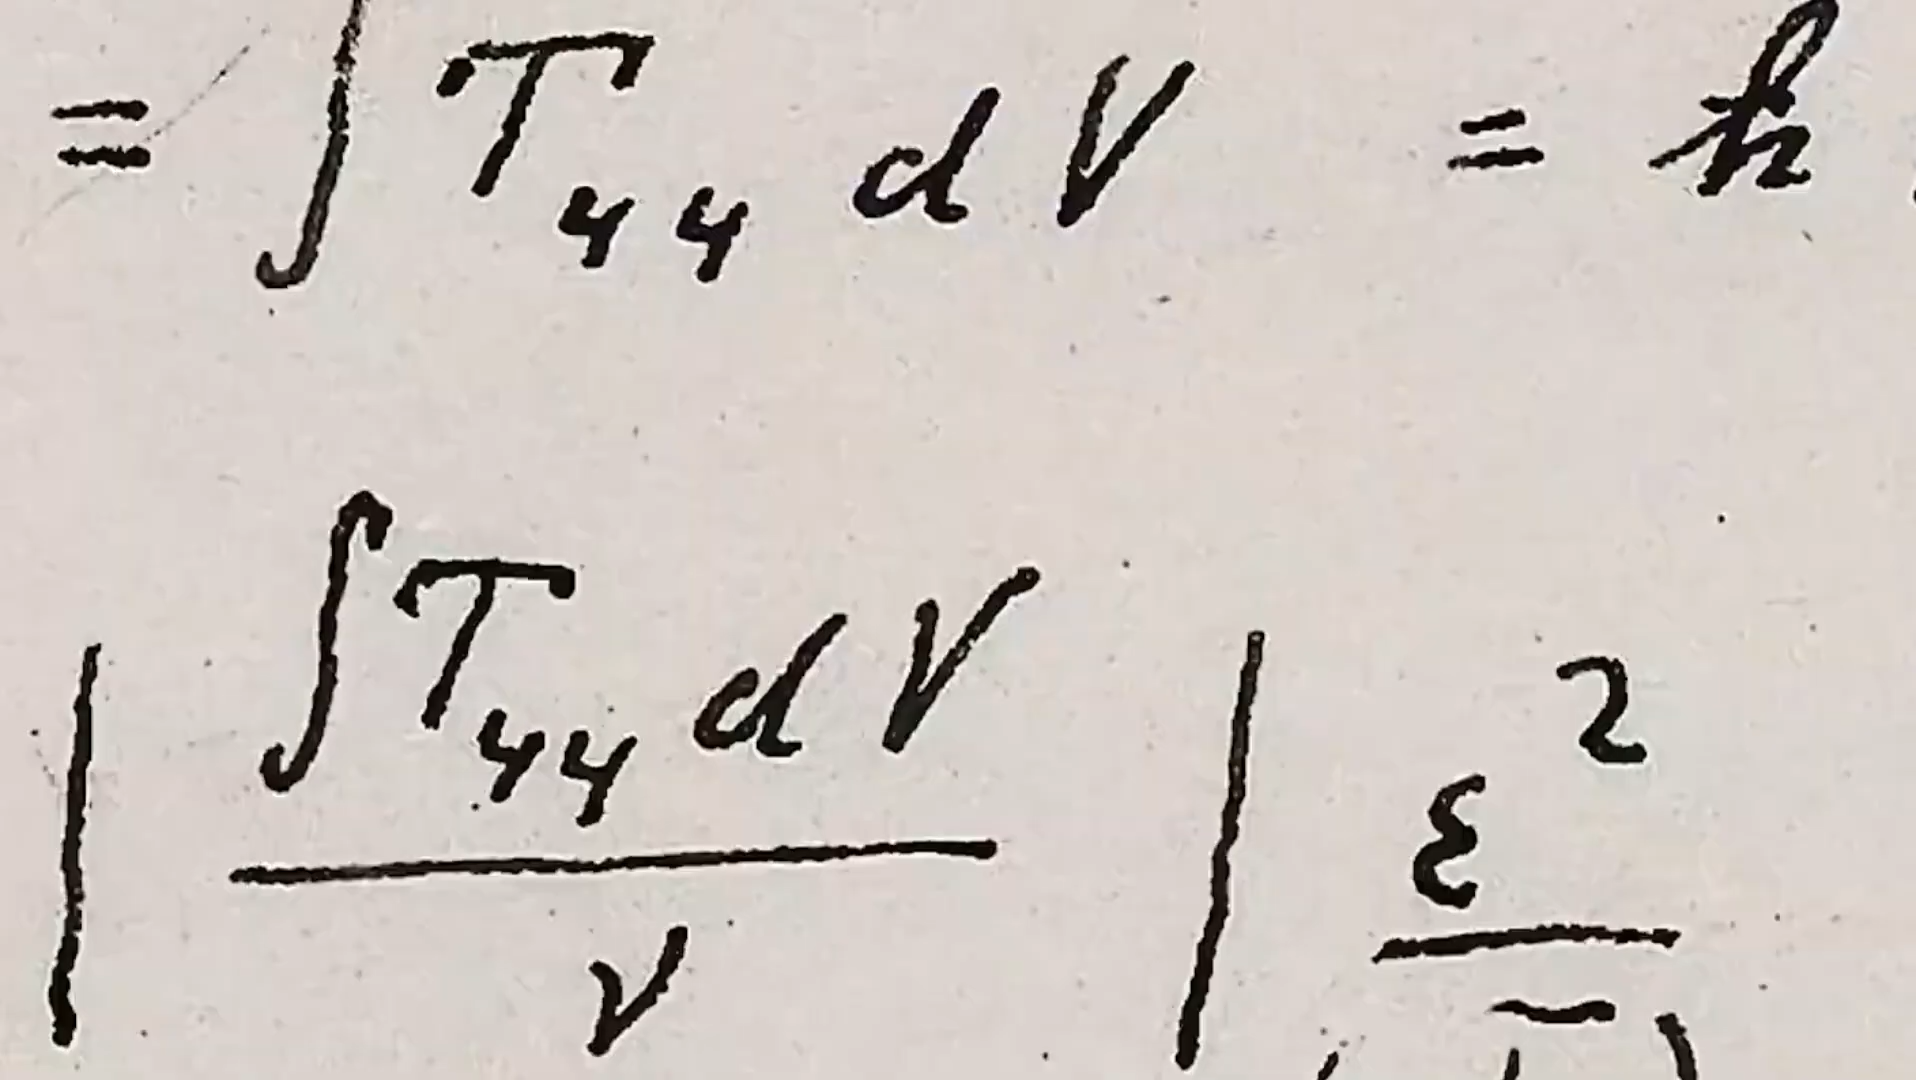 = ∫ T₄₄ dV = ħ
| ∫ T₄₄ dV / ν | ε² /